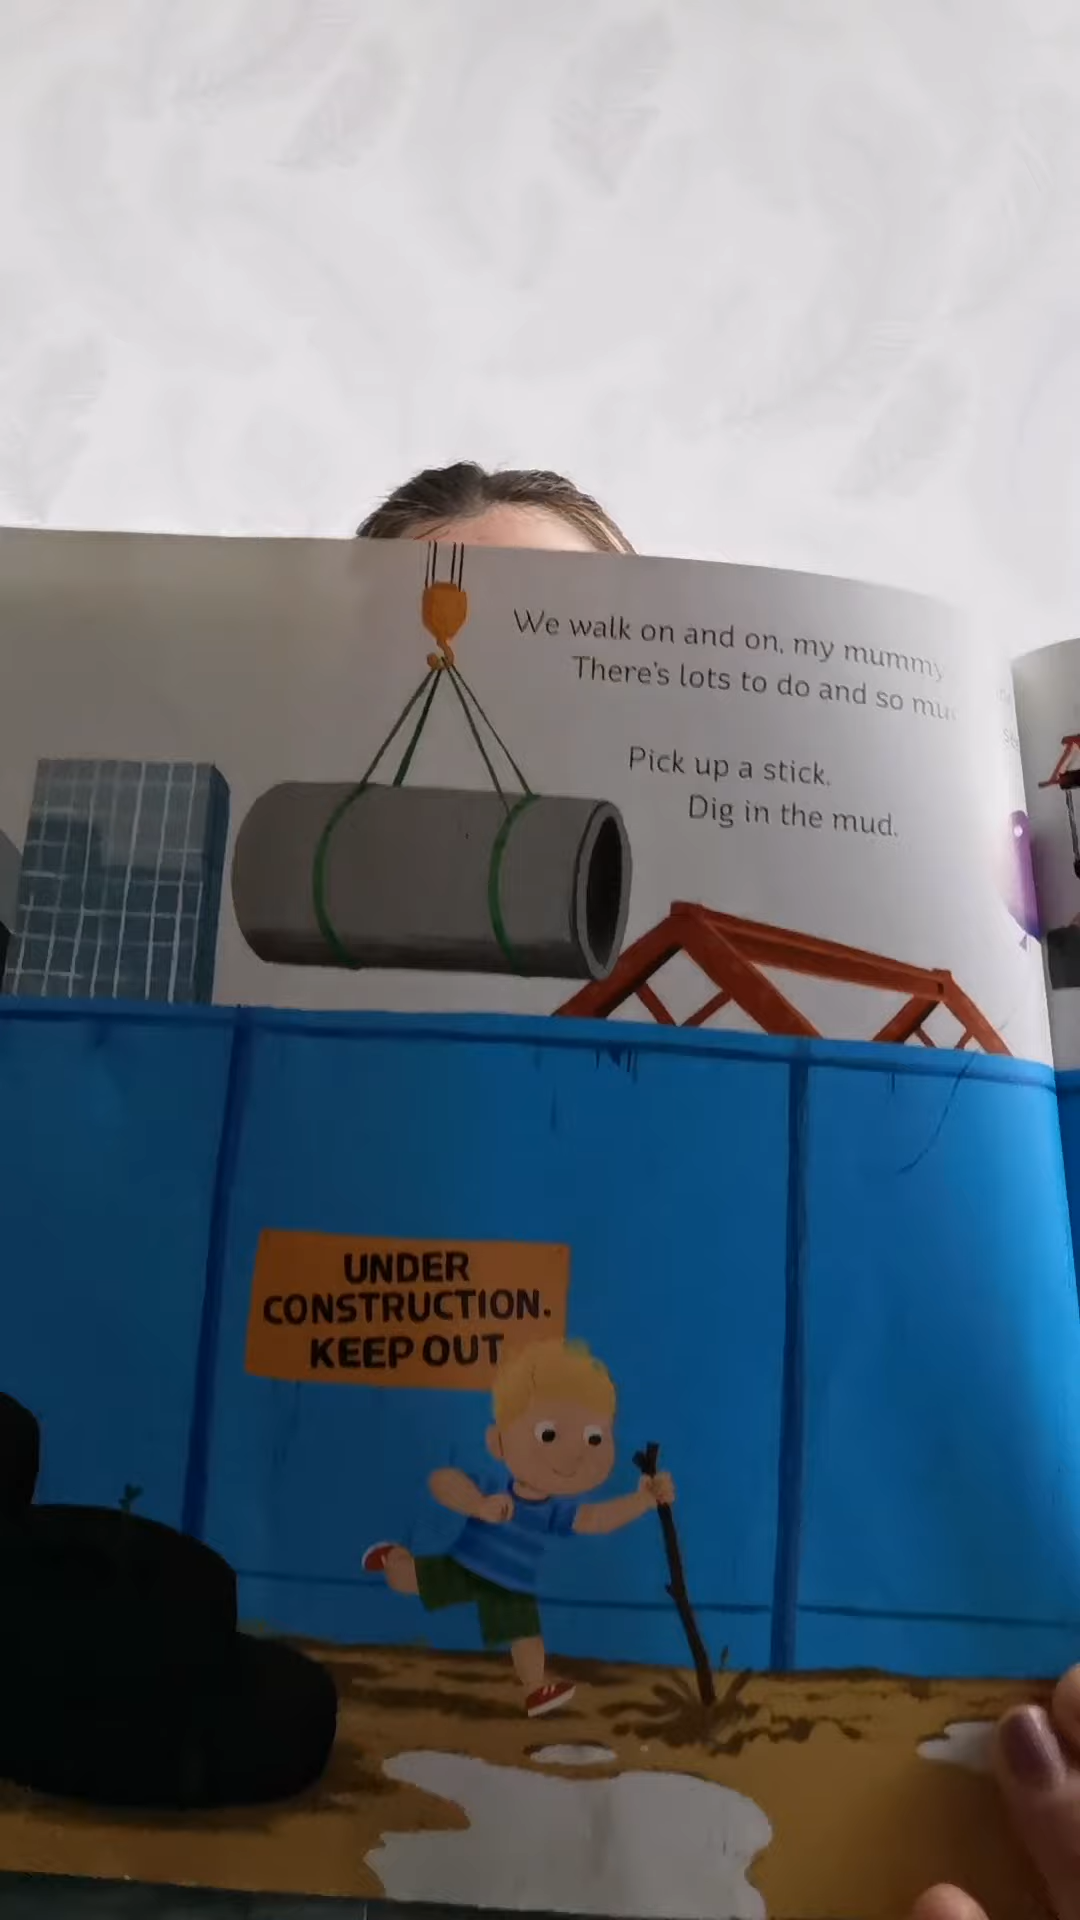 We walk on and on, my mummy
There's lots to do and so
Pick up a stick.
Dig in the mud.
UNDER
CONSTRUCTION.
KEEP OUT